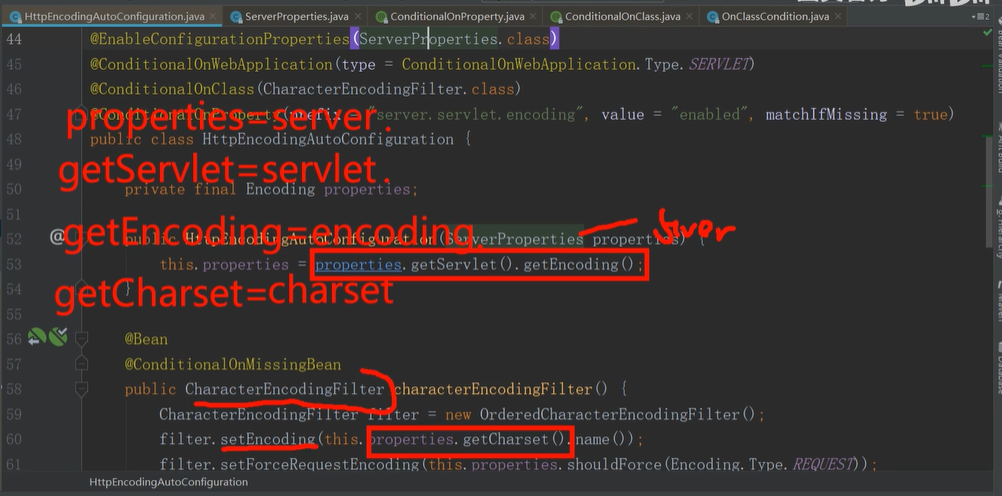 HttpEncodingAutoConfiguration.java × ServerProperties.java × ConditionalOnProperty.java × ConditionalOnClass.java × OnClassCondition.java × 2
44 @EnableConfigurationProperties(ServerProperties.class)
45 @ConditionalOnWebApplication(type = ConditionalOnWebApplication.Type.SERVLET)
46 @ConditionalOnClass(CharacterEncodingFilter.class)
47 @ConditionalOnProperty(prefix = "server.servlet.encoding", value = "enabled", matchIfMissing = true)
properties=server.
48 public class HttpEncodingAutoConfiguration {
49
getServlet=servlet.
50 private final Encoding properties;
51
getEncoding=encoding.
server
52 public HttpEncodingAutoConfiguration(ServerProperties properties) {
53 this.properties = properties.getServlet().getEncoding();
getCharset=charset
54 }
55
56 @Bean
57 @ConditionalOnMissingBean
58 public CharacterEncodingFilter characterEncodingFilter() {
59 CharacterEncodingFilter filter = new OrderedCharacterEncodingFilter();
60 filter.setEncoding(this.properties.getCharset().name());
61 filter.setForceRequestEncoding(this.properties.shouldForce(Encoding.Type.REQUEST));
HttpEncodingAutoConfiguration